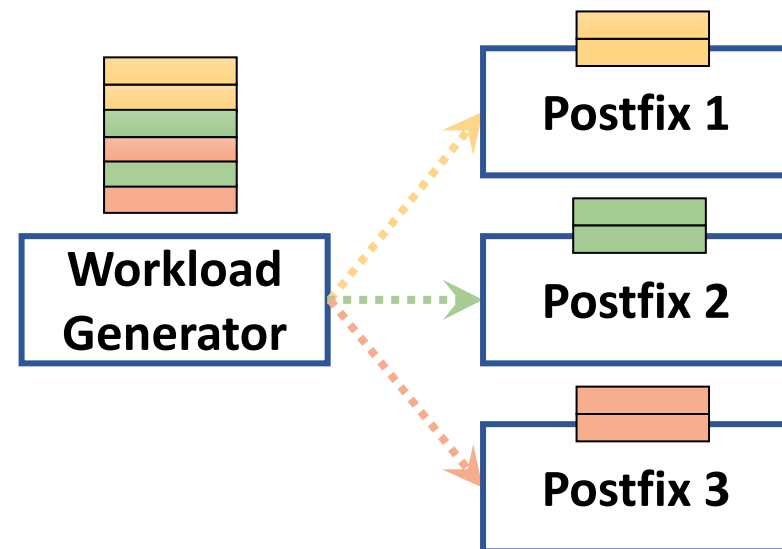 Postfix 1
Workload
Generator
Postfix 2
Postfix 3